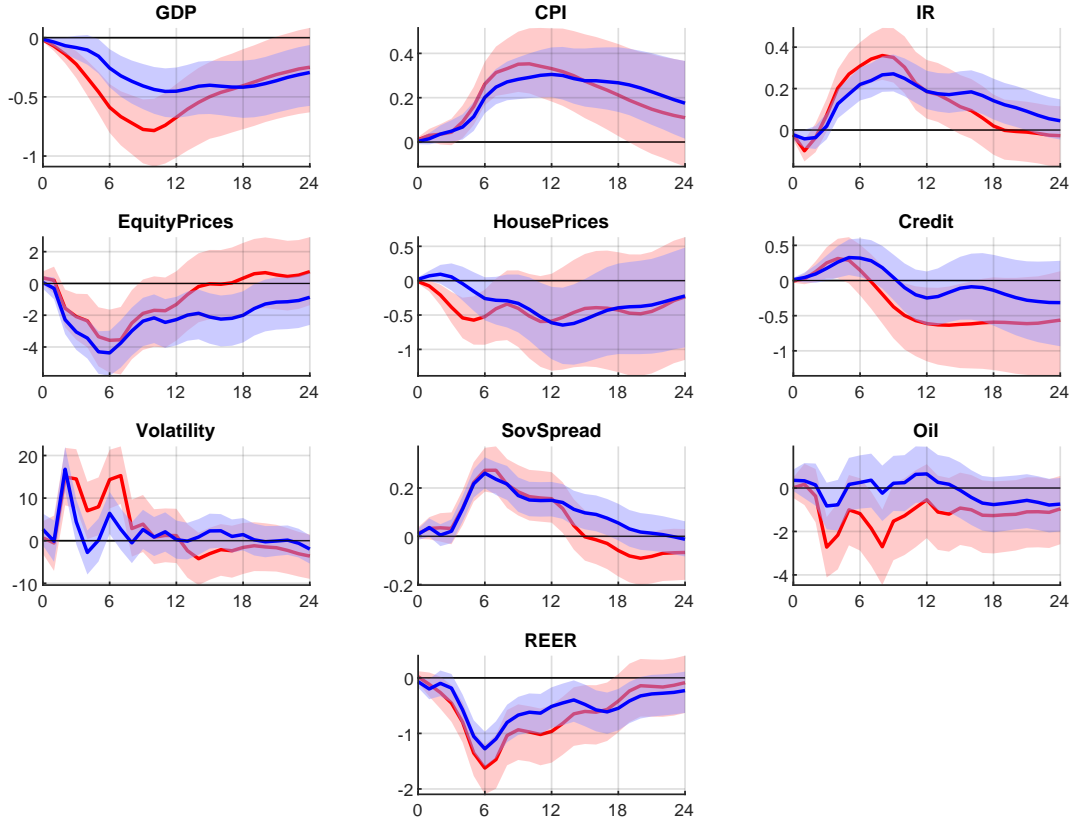 GDP CPI IR
0 0.4 0.4
-0.5 0.2 0.2
-1 0 0
0 6 12 18 24 0 6 12 18 24 0 6 12 18 24
EquityPrices HousePrices Credit
2 0.5 0.5
0 0 0
-2 -0.5 -0.5
-4 -1 -1
0 6 12 18 24 0 6 12 18 24 0 6 12 18 24
Volatility SovSpread Oil
20 0.2 0
10 0 -2
0 -0.2 -4
-10
0 6 12 18 24 0 6 12 18 24 0 6 12 18 24
REER
0
-1
-2
0 6 12 18 24